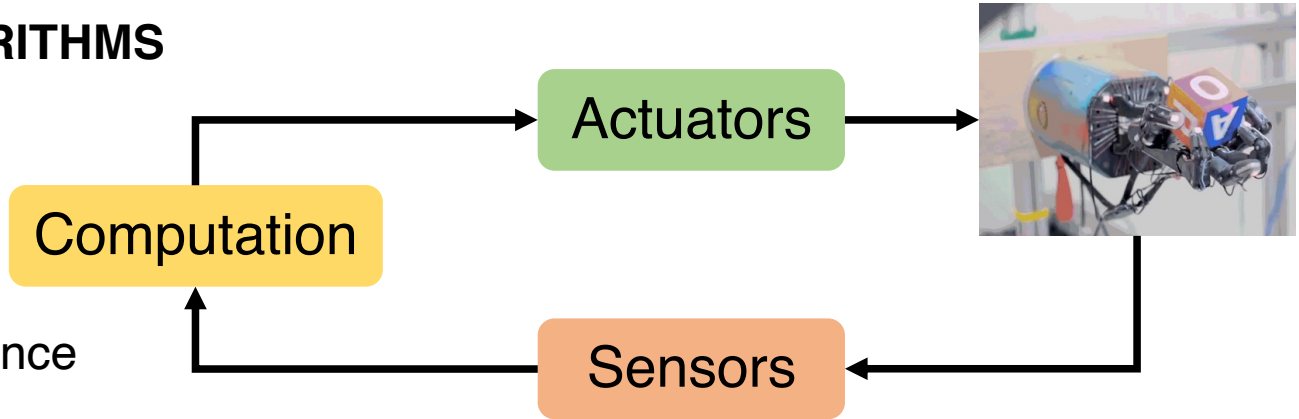 RITHMS
Actuators
O
A
Computation
nce
Sensors